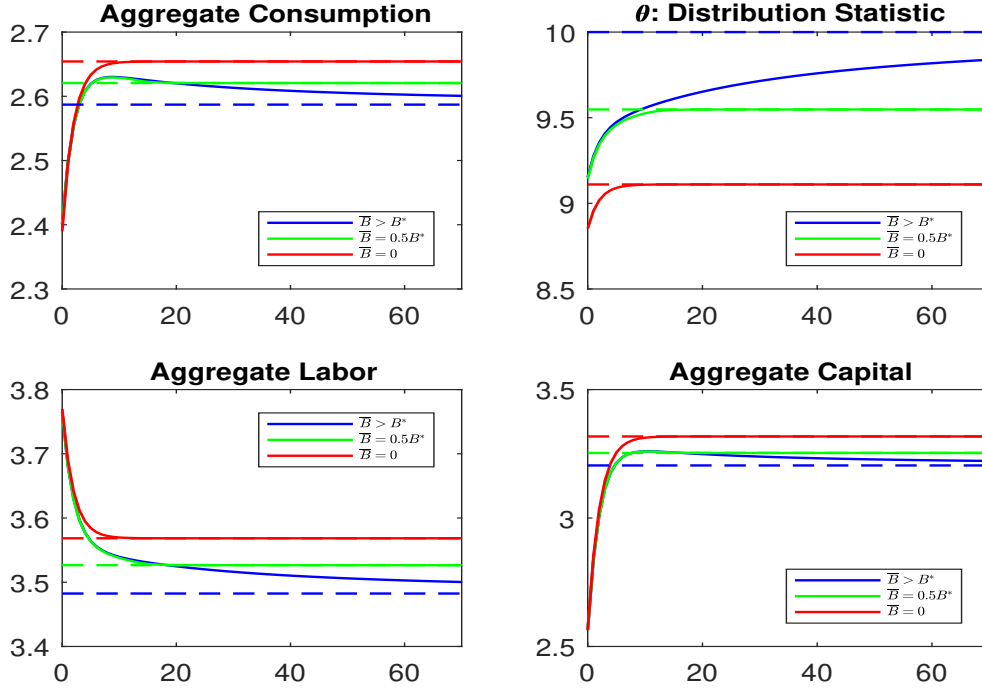 Aggregate Consumption
2.7
2.6
2.5
2.4
2.3
0
20
40
60
B̅ > B*
B̅ = 0.5B*
B̅ = 0
θ: Distribution Statistic
10
9.5
9
8.5
0
20
40
60
B̅ > B*
B̅ = 0.5B*
B̅ = 0
Aggregate Labor
3.8
3.7
3.6
3.5
3.4
0
20
40
60
B̅ > B*
B̅ = 0.5B*
B̅ = 0
Aggregate Capital
3.5
3
2.5
0
20
40
60
B̅ > B*
B̅ = 0.5B*
B̅ = 0